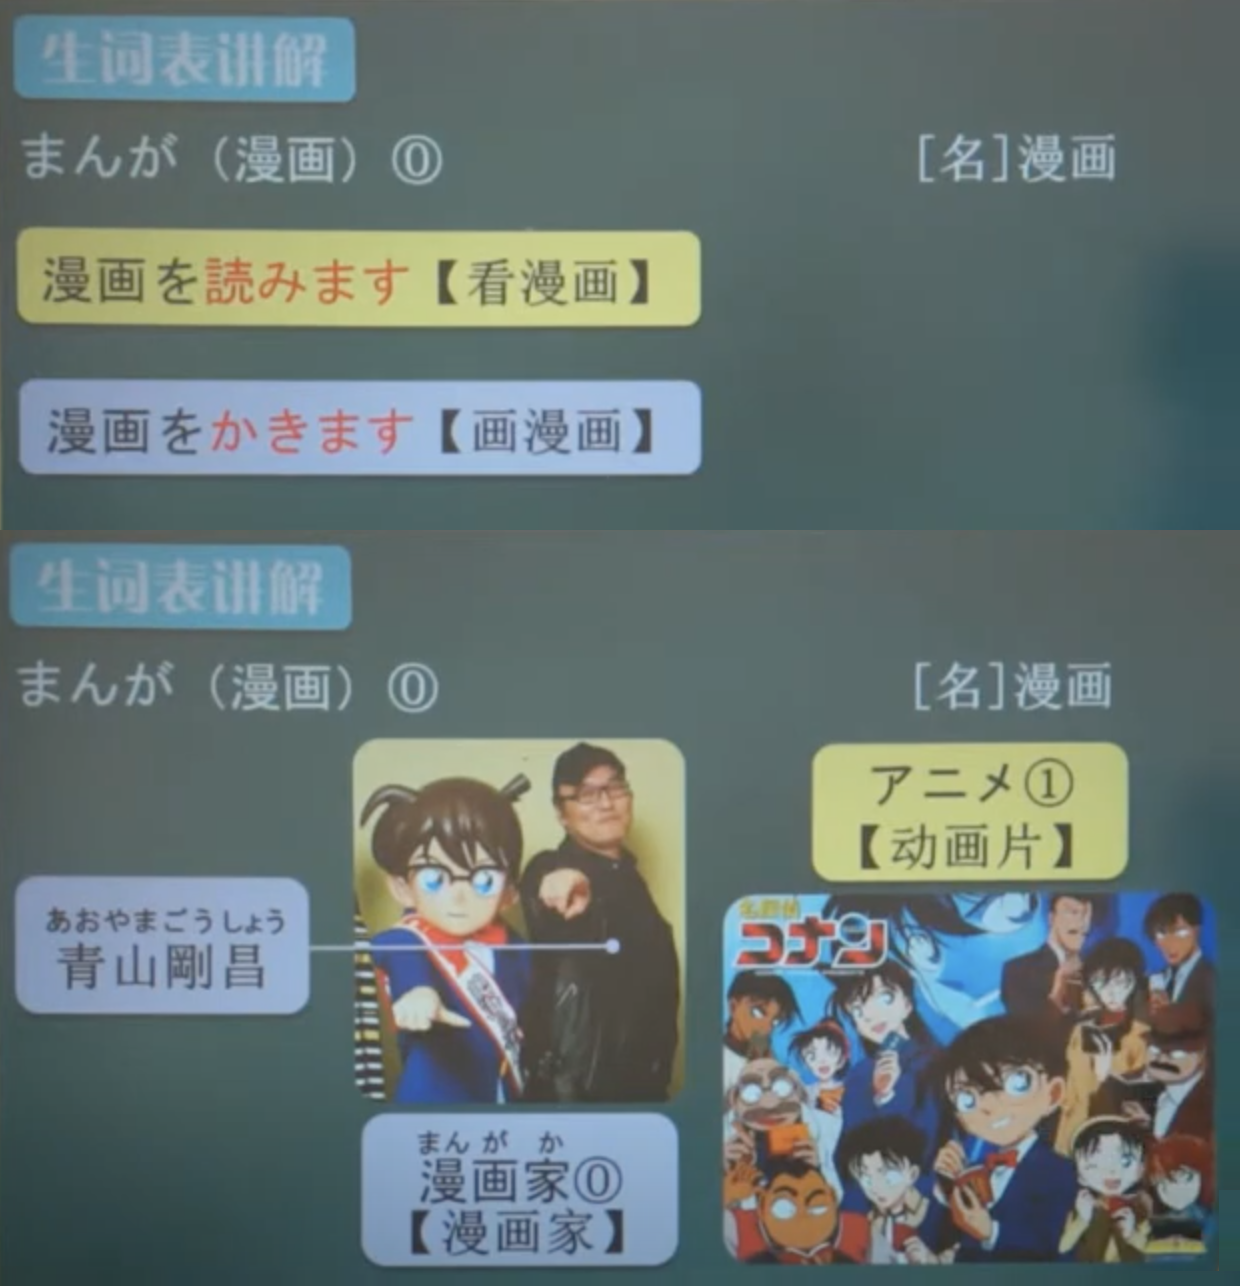 生词表讲解
まんが（漫画）⓪ [名]漫画
漫画を読みます【看漫画】
漫画をかきます【画漫画】
生词表讲解
まんが（漫画）⓪ [名]漫画
アニメ①
【动画片】
あおやまごうしょう
青山剛昌
名探偵
コナン
まんがか
漫画家⓪
【漫画家】